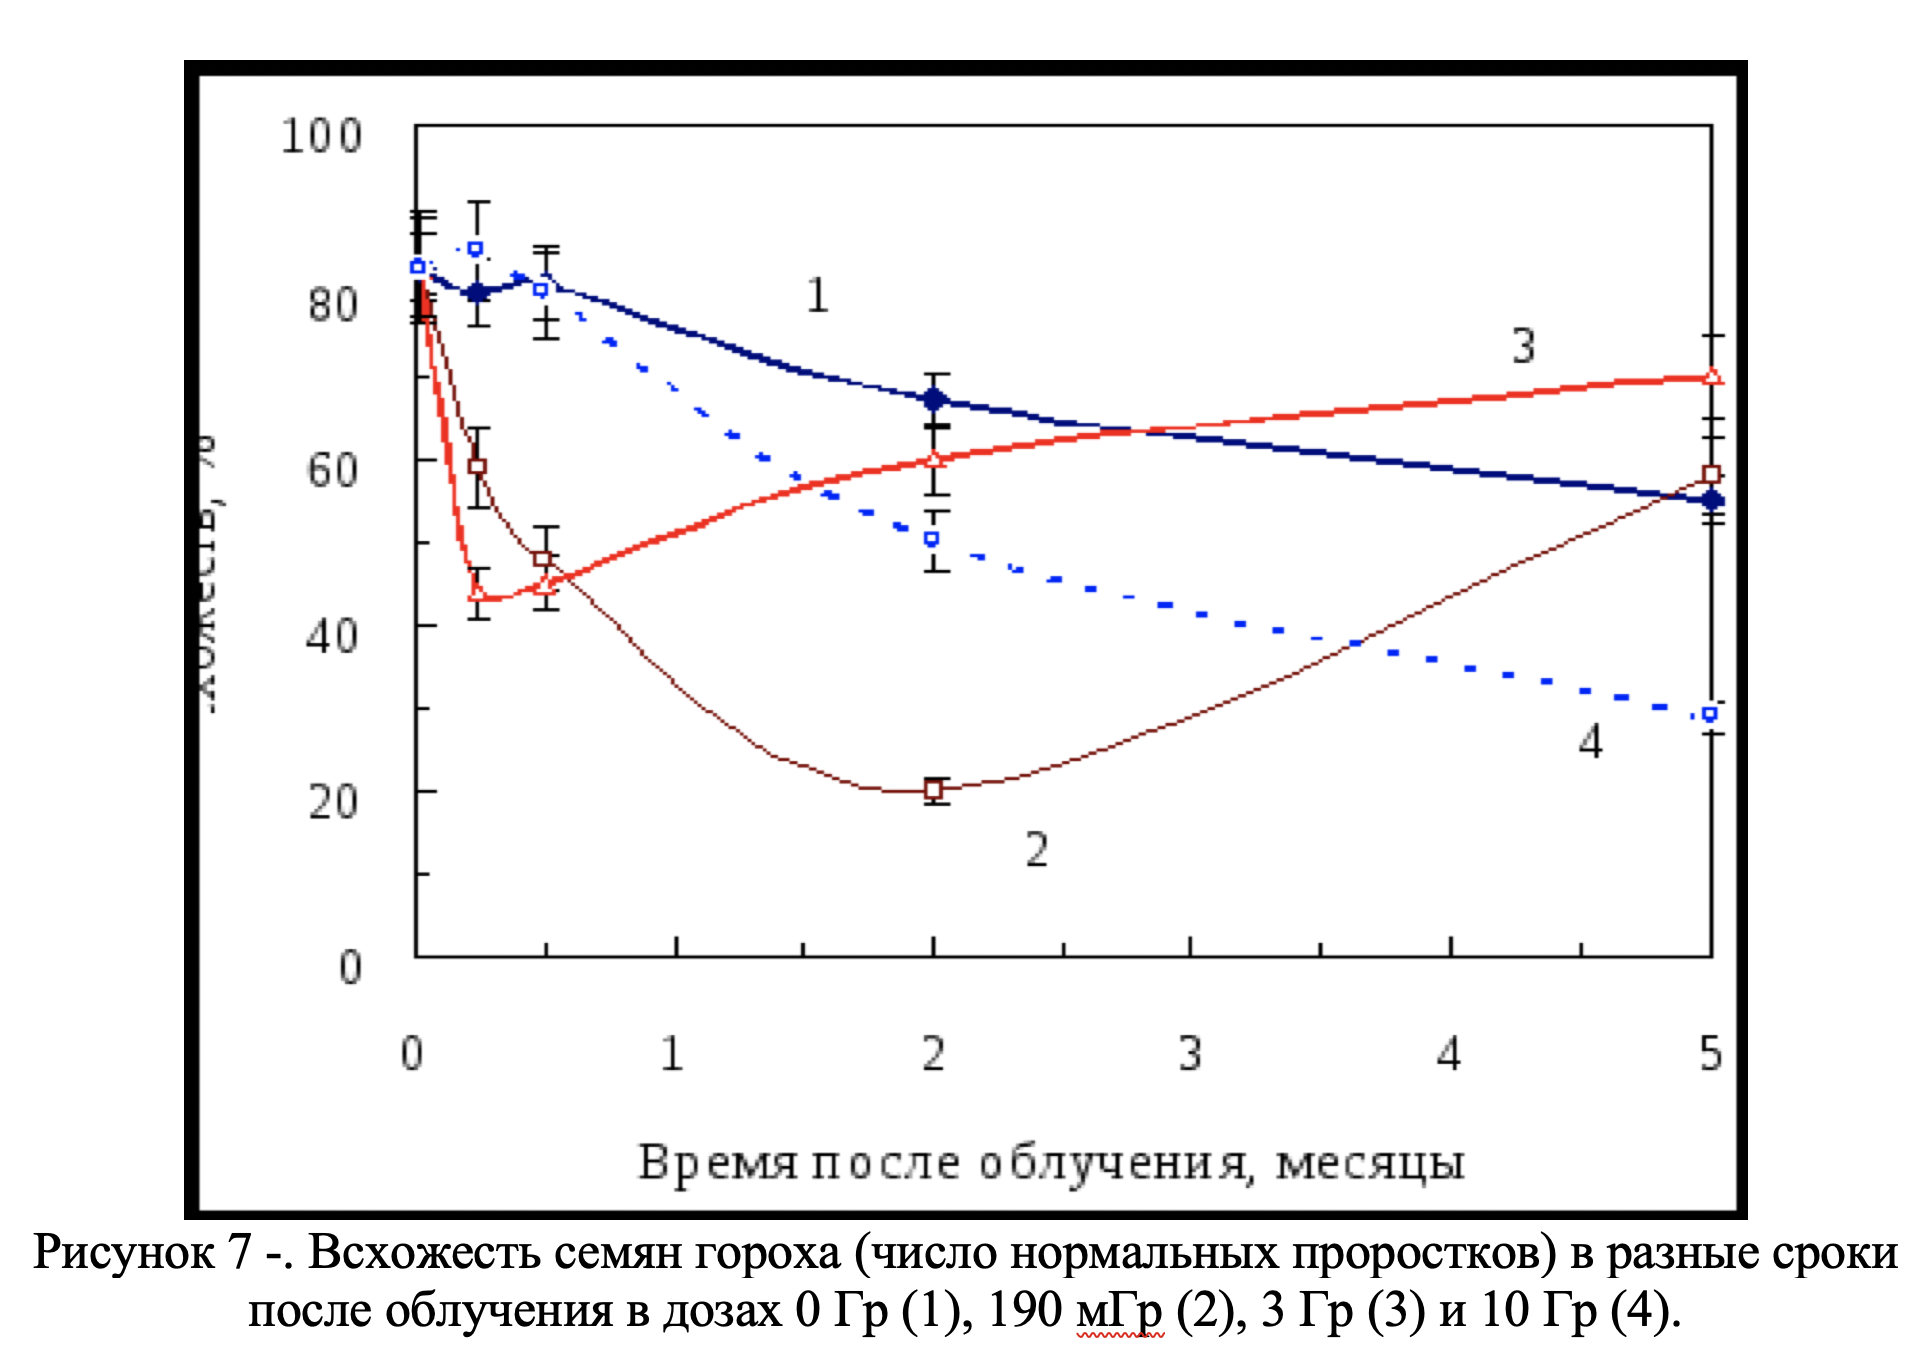 100
80
60
40
20
0
1
3
4
2
0 1 2 3 4 5
Время после облучения, месяцы
Рисунок 7 -. Всхожесть семян гороха (число нормальных проростков) в разные сроки
после облучения в дозах 0 Гр (1), 190 мГр (2), 3 Гр (3) и 10 Гр (4).